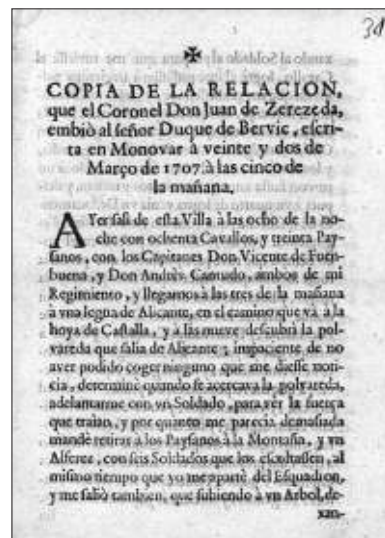 38
✠
COPIA DE LA RELACION,
que el Coronel Don Juan de Zerezeda,
embiò al señor Duque de Bervic, escri-
ta en Monovar à veinte y dos de
Março de 1707. à las cinco de
la mañana.
AYer salì de esta Villa à las ocho de la no-
che con ochenta Cavallos, y treinta Pay-
sanos, con los Capitanes Don Vicente de Fuen-
buena, y Don Andrès Camudo, ambos de mi
Regimiento, y llegamos à las tres de la mañana
à vna legua de Alicante, en el camino que và à la
hoya de Castalla, y à las nueve descubrì la pol-
vareda que salia de Alicante; impaciente de no
aver podido coger ninguno que me diesse noti-
cia, determinè quando se acercava la polvareda,
adelantarme con vn Soldado, para ver la fuerça
que traìan, y por quanto me parecia demasiada
mandè retirar à los Paysanos à la Montaña, y vn
Alferez, con seis Soldados que los escoltassen, al
mismo tiempo que yo me apartè del Esquadron,
y me saliò tambien, que subiendo à vn Arbol, de-
xan-